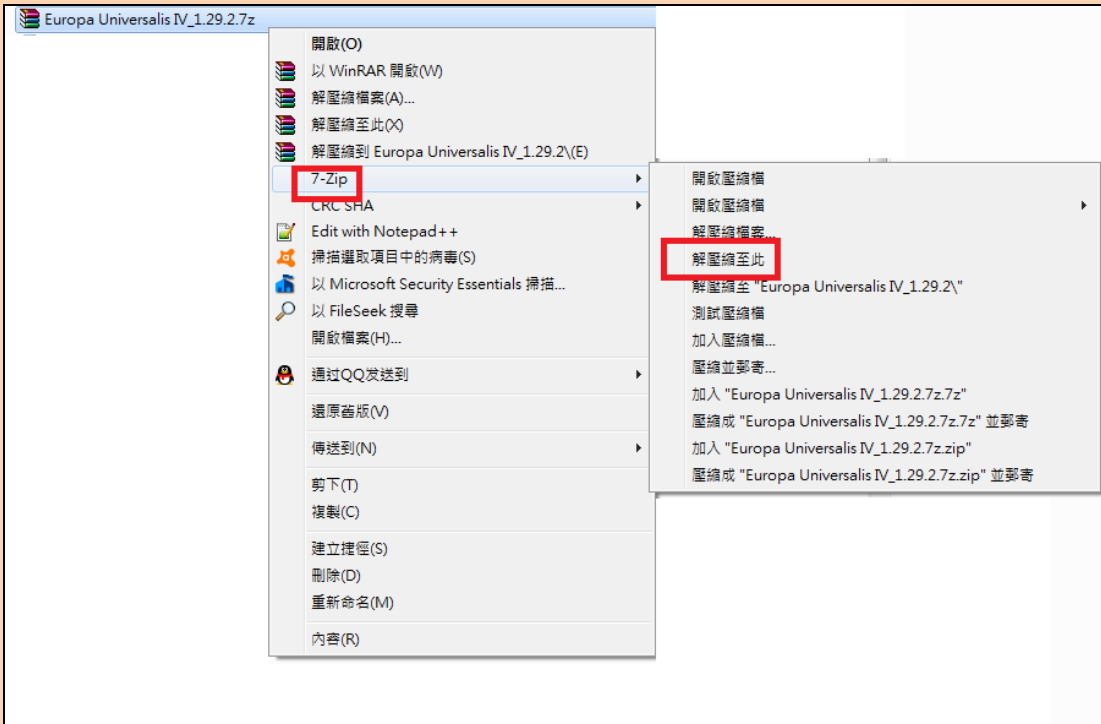 Europa Universalis IV_1.29.2.7z
開啟(O)
以 WinRAR 開啟(W)
解壓縮檔案(A)...
解壓縮至此(X)
解壓縮到 Europa Universalis IV_1.29.2\(E)
7-Zip
CRC SHA
Edit with Notepad++
掃描選取項目中的病毒(S)
以 Microsoft Security Essentials 掃描...
以 FileSeek 搜尋
開啟檔案(H)...
通过QQ发送到
還原舊版(V)
傳送到(N)
剪下(T)
複製(C)
建立捷徑(S)
刪除(D)
重新命名(M)
內容(R)
開啟壓縮檔
開啟壓縮檔
解壓縮檔案...
解壓縮至此
解壓縮至 "Europa Universalis IV_1.29.2\"
測試壓縮檔
加入壓縮檔...
壓縮並郵寄...
加入 "Europa Universalis IV_1.29.2.7z.7z"
壓縮成 "Europa Universalis IV_1.29.2.7z.7z" 並郵寄
加入 "Europa Universalis IV_1.29.2.7z.zip"
壓縮成 "Europa Universalis IV_1.29.2.7z.zip" 並郵寄